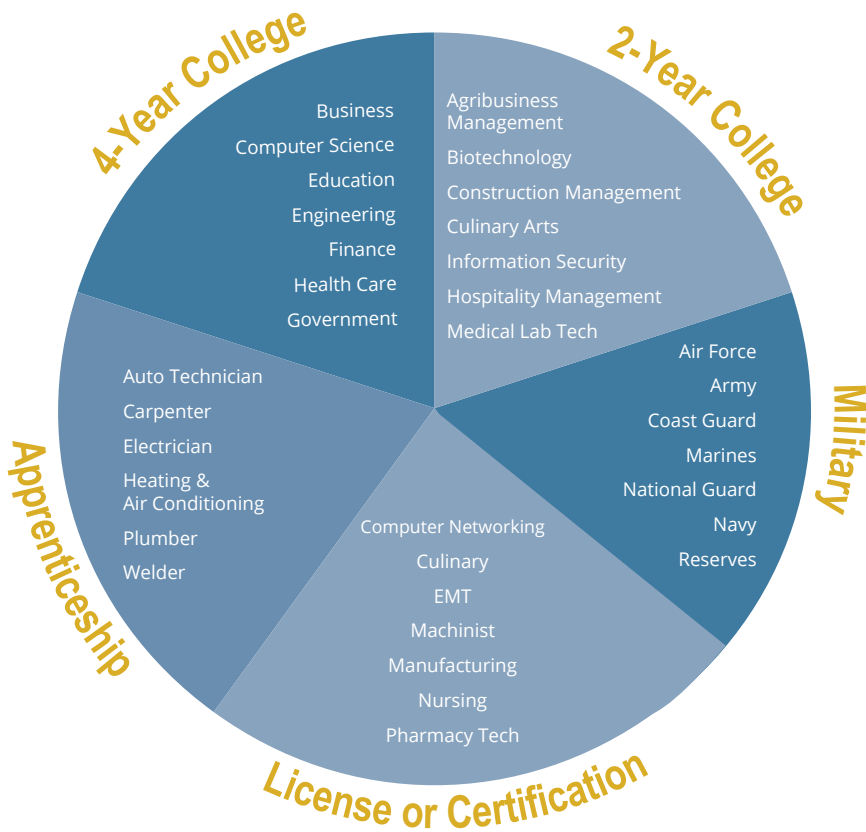 4-Year College
Business
Computer Science
Education
Engineering
Finance
Health Care
Government
2-Year College
Agribusiness
Management
Biotechnology
Construction Management
Culinary Arts
Information Security
Hospitality Management
Medical Lab Tech
Military
Air Force
Army
Coast Guard
Marines
National Guard
Navy
Reserves
Apprenticeship
Auto Technician
Carpenter
Electrician
Heating &
Air Conditioning
Plumber
Welder
Computer Networking
Culinary
EMT
Machinist
Manufacturing
Nursing
Pharmacy Tech
License or Certification